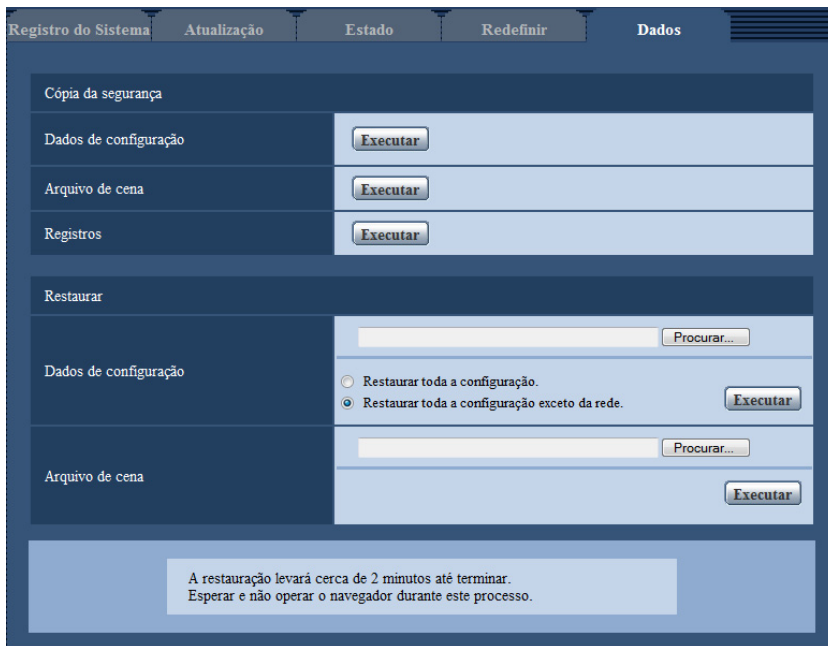 Registro do Sistema Atualização Estado Redefinir Dados
Cópia da segurança
Dados de configuração Executar
Arquivo de cena Executar
Registros Executar
Restaurar
Procurar...
Dados de configuração
Restaurar toda a configuração.
Restaurar toda a configuração exceto da rede.
Executar
Procurar...
Arquivo de cena
Executar
A restauração levará cerca de 2 minutos até terminar.
Esperar e não operar o navegador durante este processo.